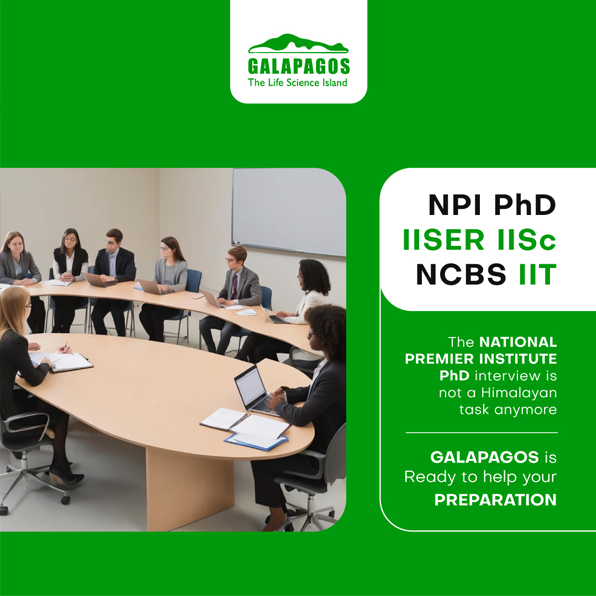 GALAPAGOS
The Life Science Island
NPI PhD
IISER IISc
NCBS IIT
The NATIONAL
PREMIER INSTITUTE
PhD interview is
not a Himalayan
task anymore
GALAPAGOS is
Ready to help your
PREPARATION